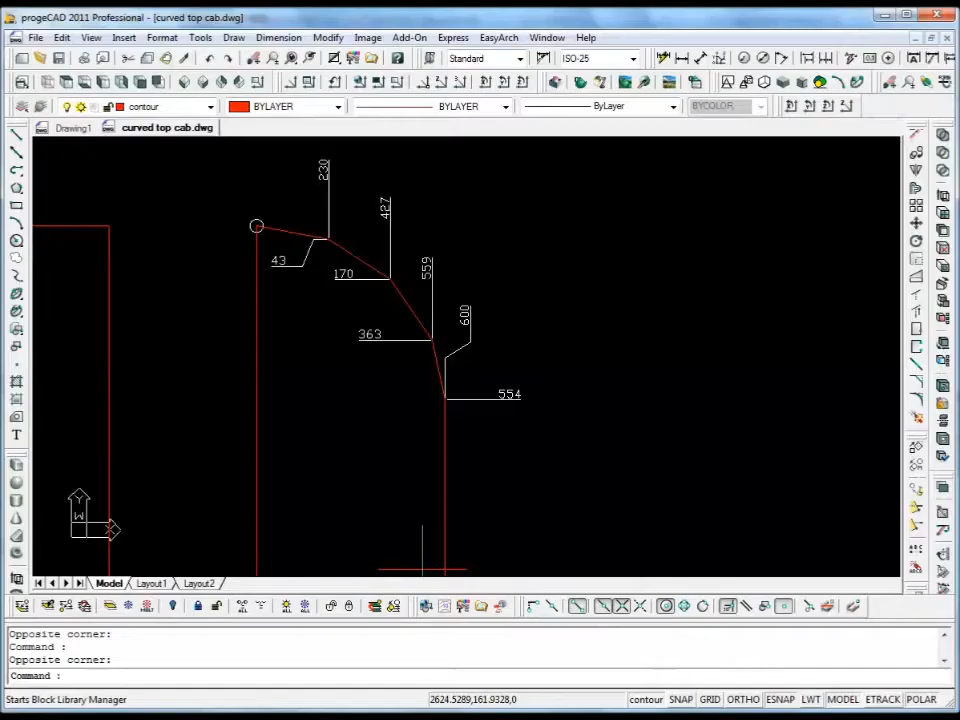 progeCAD 2011 Professional - [curved top cab.dwg]
File Edit View Insert Format Tools Draw Dimension Modify Image Add-On Express EasyArch Window Help
Standard ISO-25
contour BYLAYER BYLAYER ByLayer BYCOLOR
Drawing1 curved top cab.dwg
230
427
43
170
559
600
363
554
Y
W
X
T
Model Layout1 Layout2
Opposite corner:
Command :
Opposite corner:
Command :
Starts Block Library Manager 2624.5289,161.9328,0 contour SNAP GRID ORTHO ESNAP LWT MODEL ETRACK POLAR